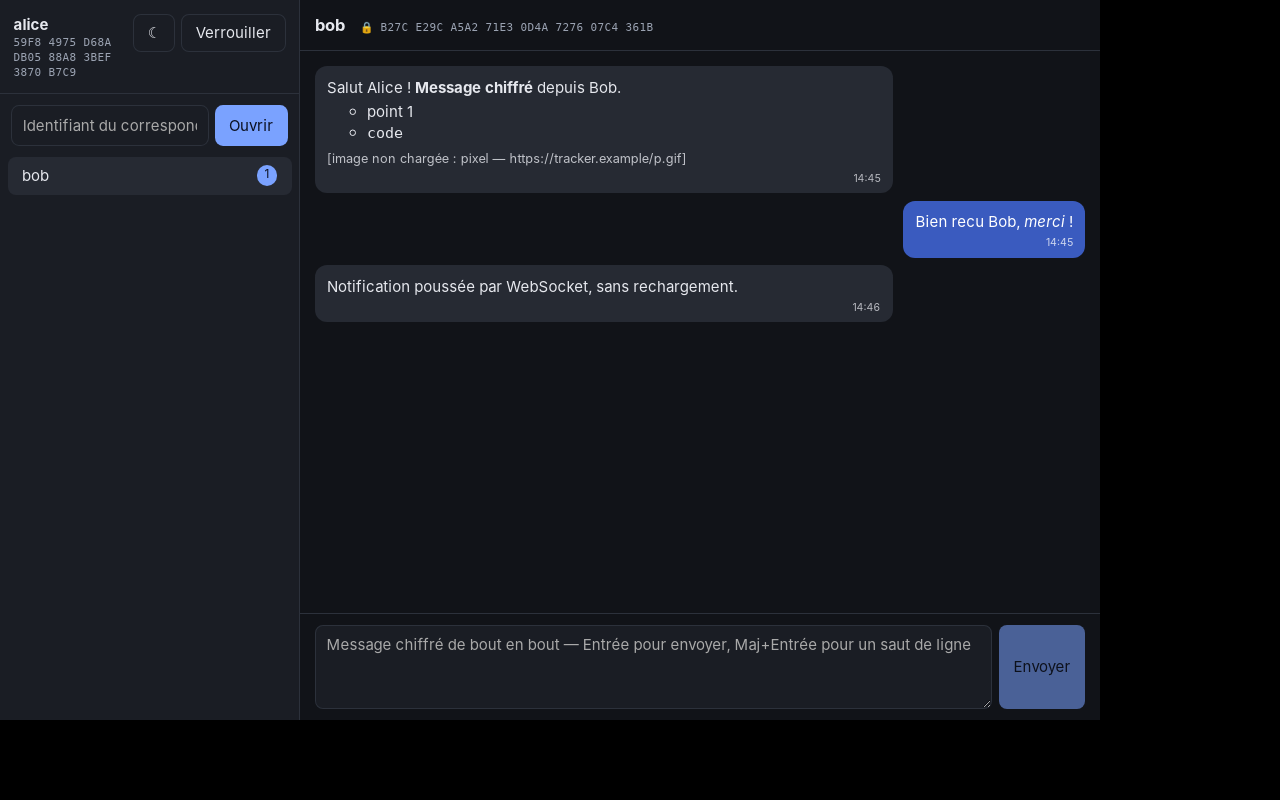 alice
59F8 4975 D68A
DB05 88A8 3BEF
3870 B7C9
☾
Verrouiller
Identifiant du correspon
Ouvrir
bob
1
bob 🔒 B27C E29C A5A2 71E3 0D4A 7276 07C4 361B
Salut Alice ! Message chiffré depuis Bob.
point 1
code
[image non chargée : pixel — https://tracker.example/p.gif]
14:45
Bien recu Bob, merci !
14:45
Notification poussée par WebSocket, sans rechargement.
14:46
Message chiffré de bout en bout — Entrée pour envoyer, Maj+Entrée pour un saut de ligne
Envoyer